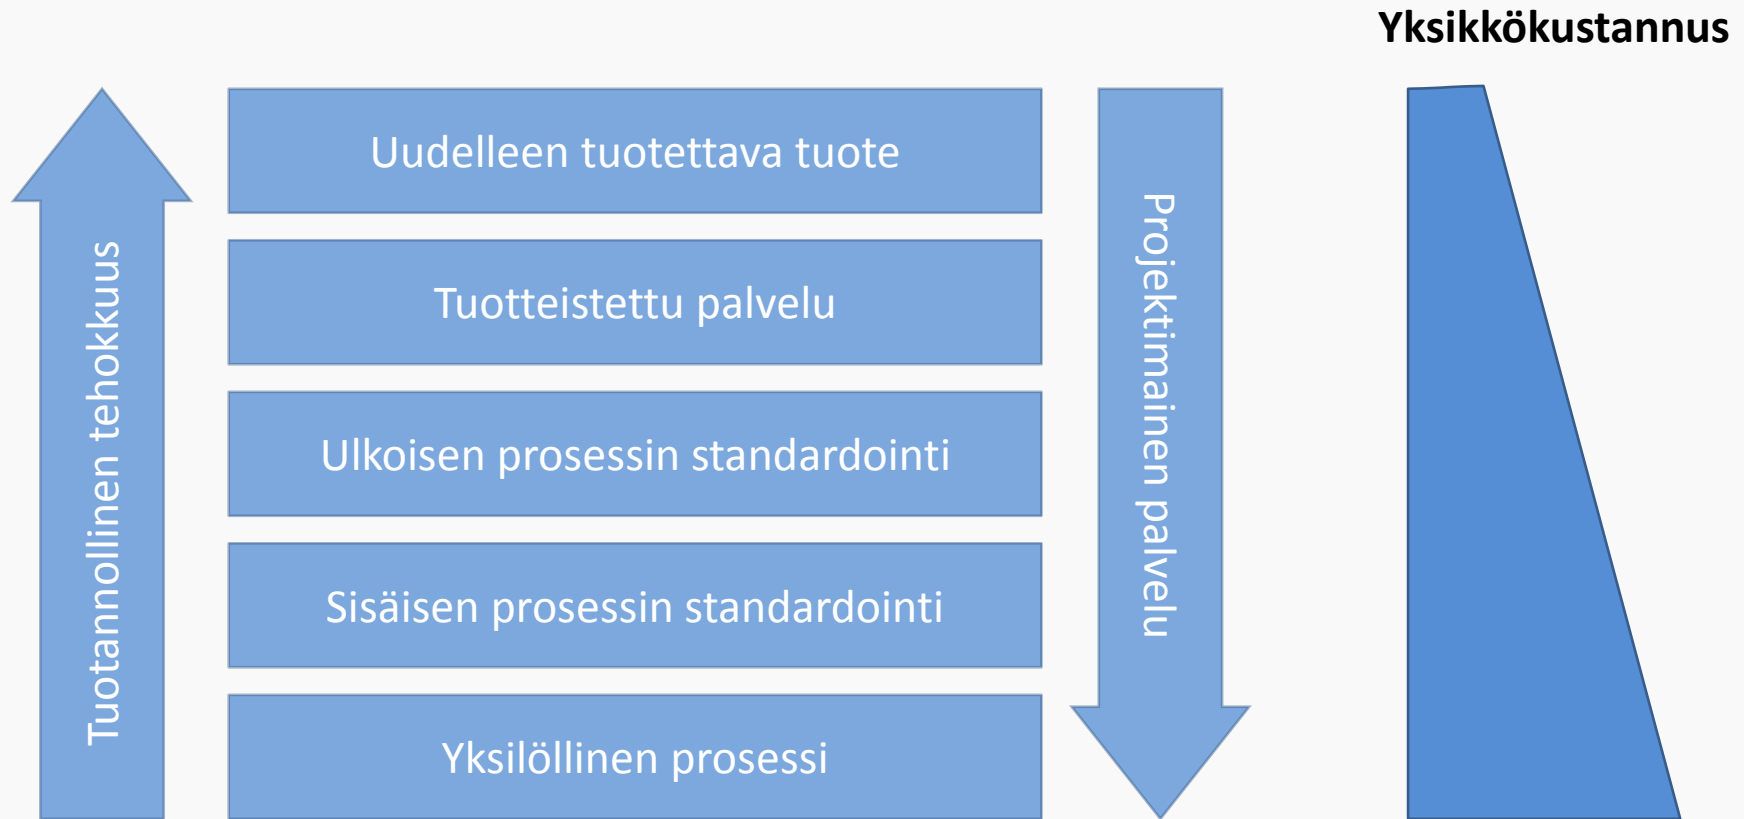 Yksikkökustannus
Tuotannollinen tehokkuus
Uudelleen tuotettava tuote
Tuotteistettu palvelu
Ulkoisen prosessin standardointi
Sisäisen prosessin standardointi
Yksilöllinen prosessi
Projektimainen palvelu